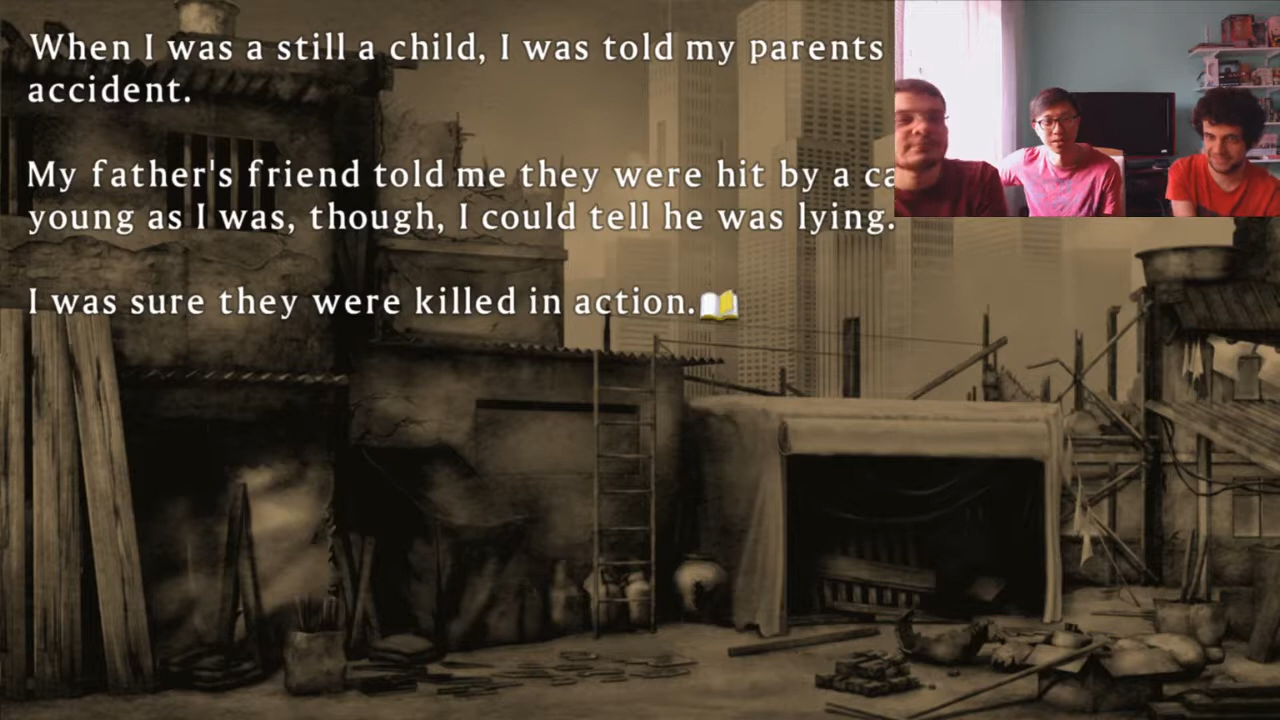 When I was a still a child, I was told my parents
accident.
My father's friend told me they were hit by a
young as I was, though, I could tell he was lying.
I was sure they were killed in action.